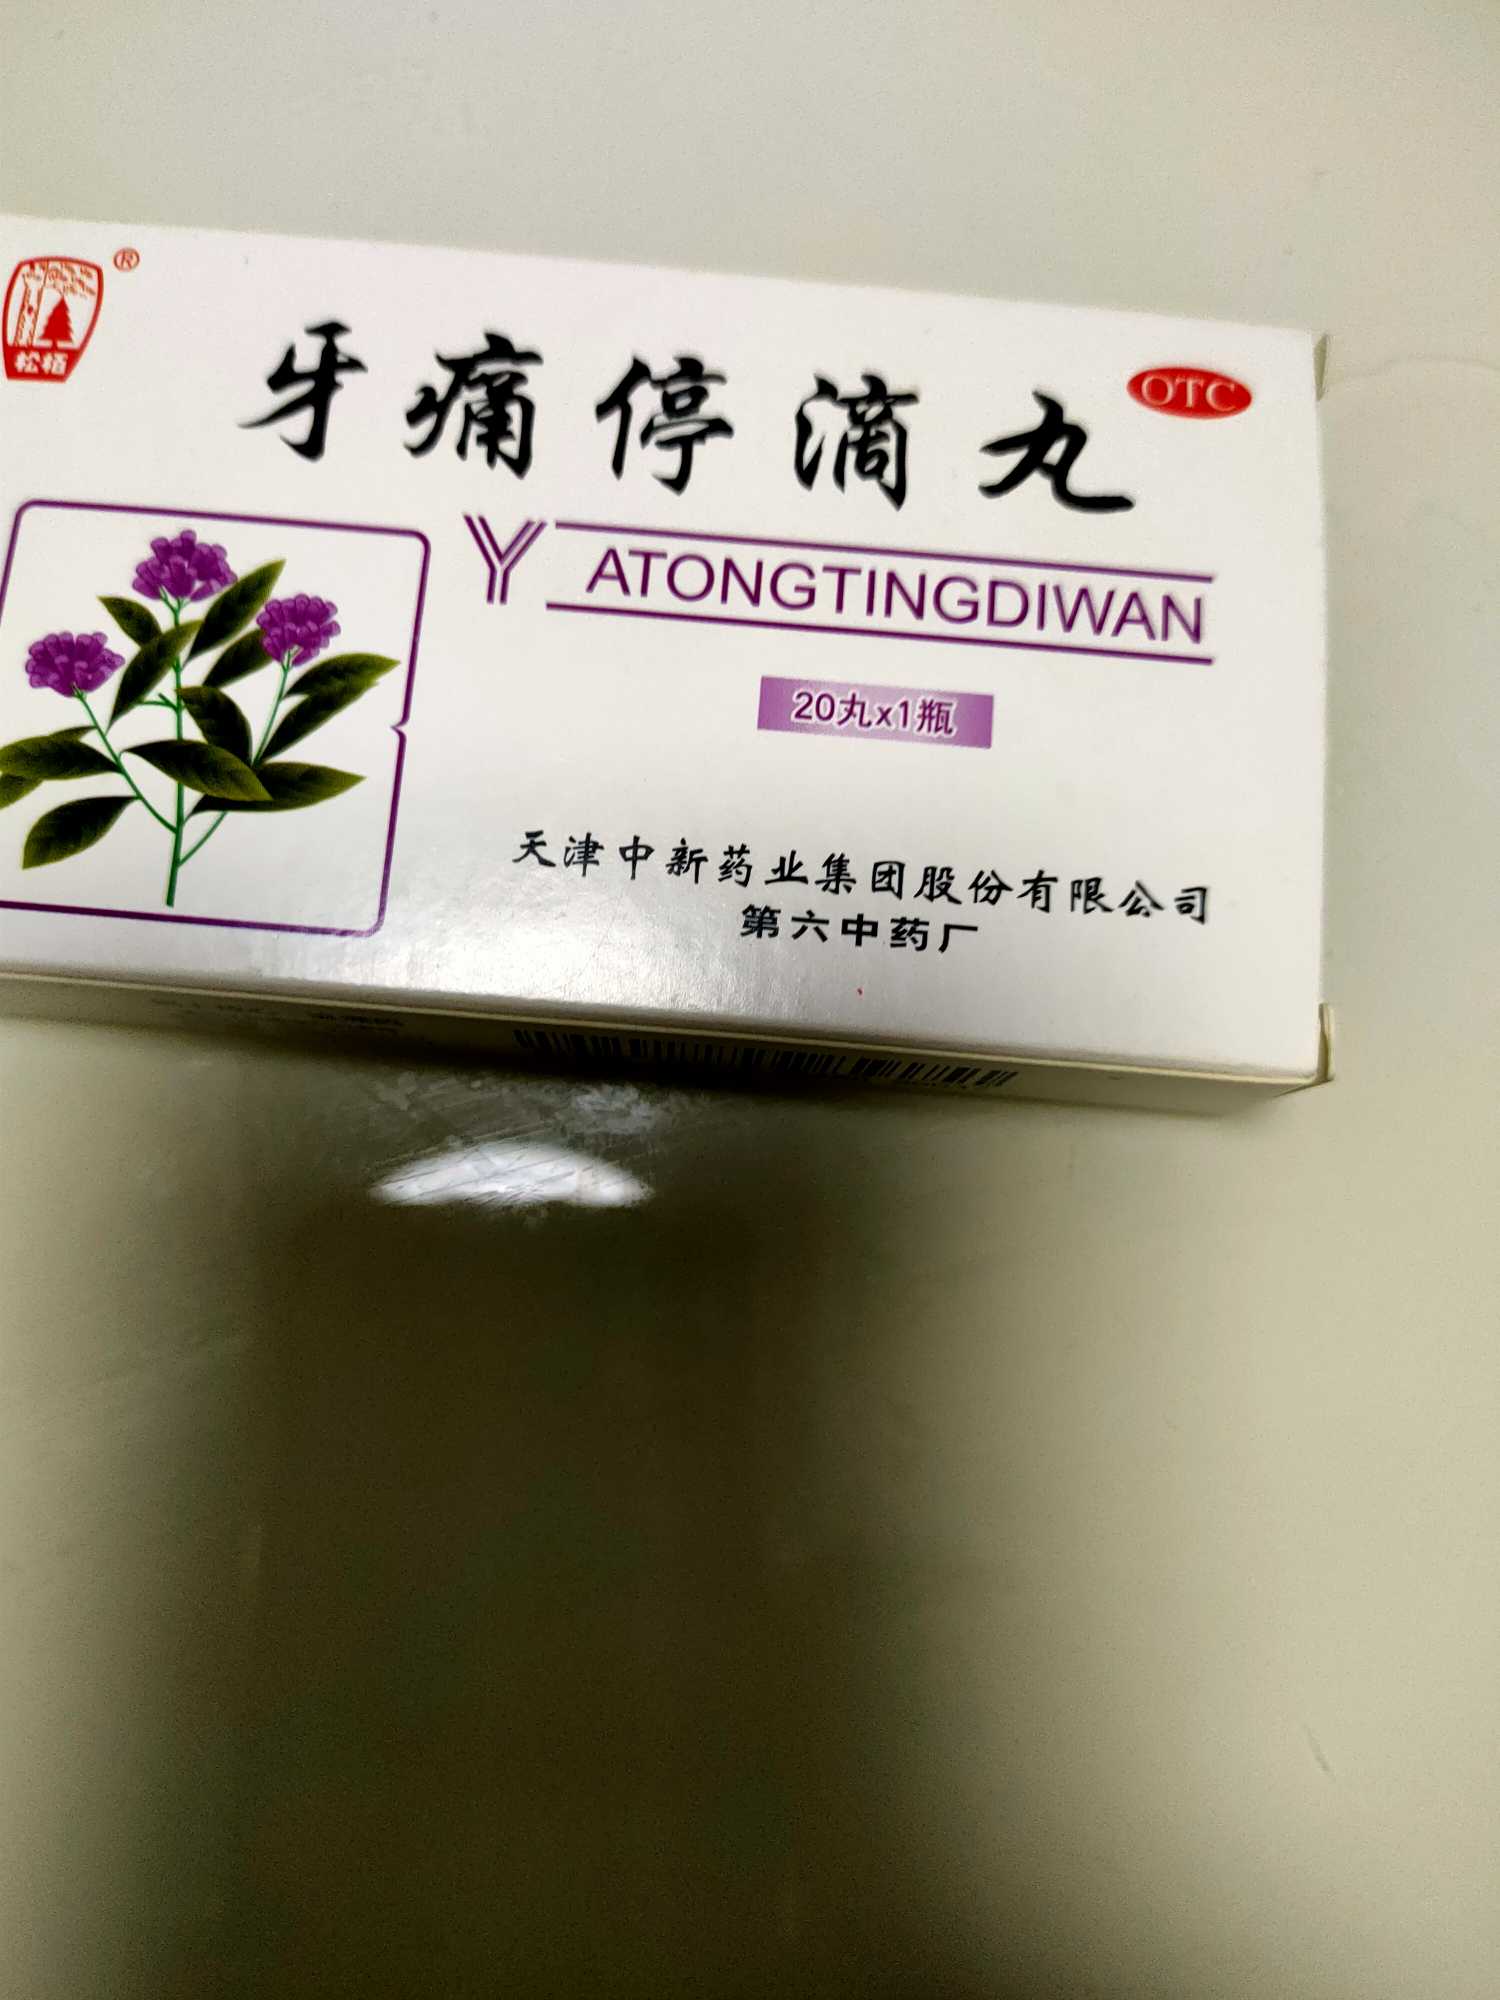 ®
松柏
牙痛停滴丸
OTC
YATONGTINGDIWAN
20丸x1瓶
天津中新药业集团股份有限公司
第六中药厂